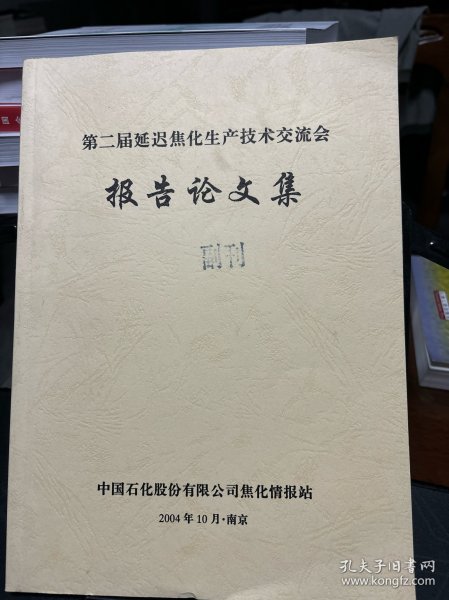 第二届延迟焦化生产技术交流会
报告论文集
副刊
中国石化股份有限公司焦化情报站
2004年10月·南京
孔夫子旧书网
www.kongfz.com